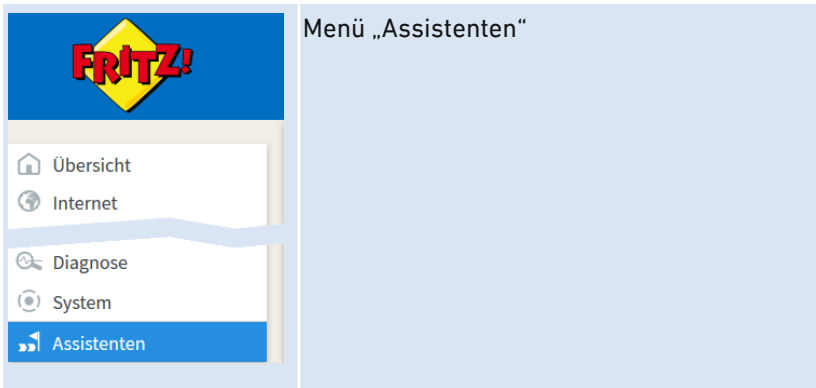 FRITZ!
Menü „Assistenten“
Übersicht
Internet
Diagnose
System
Assistenten